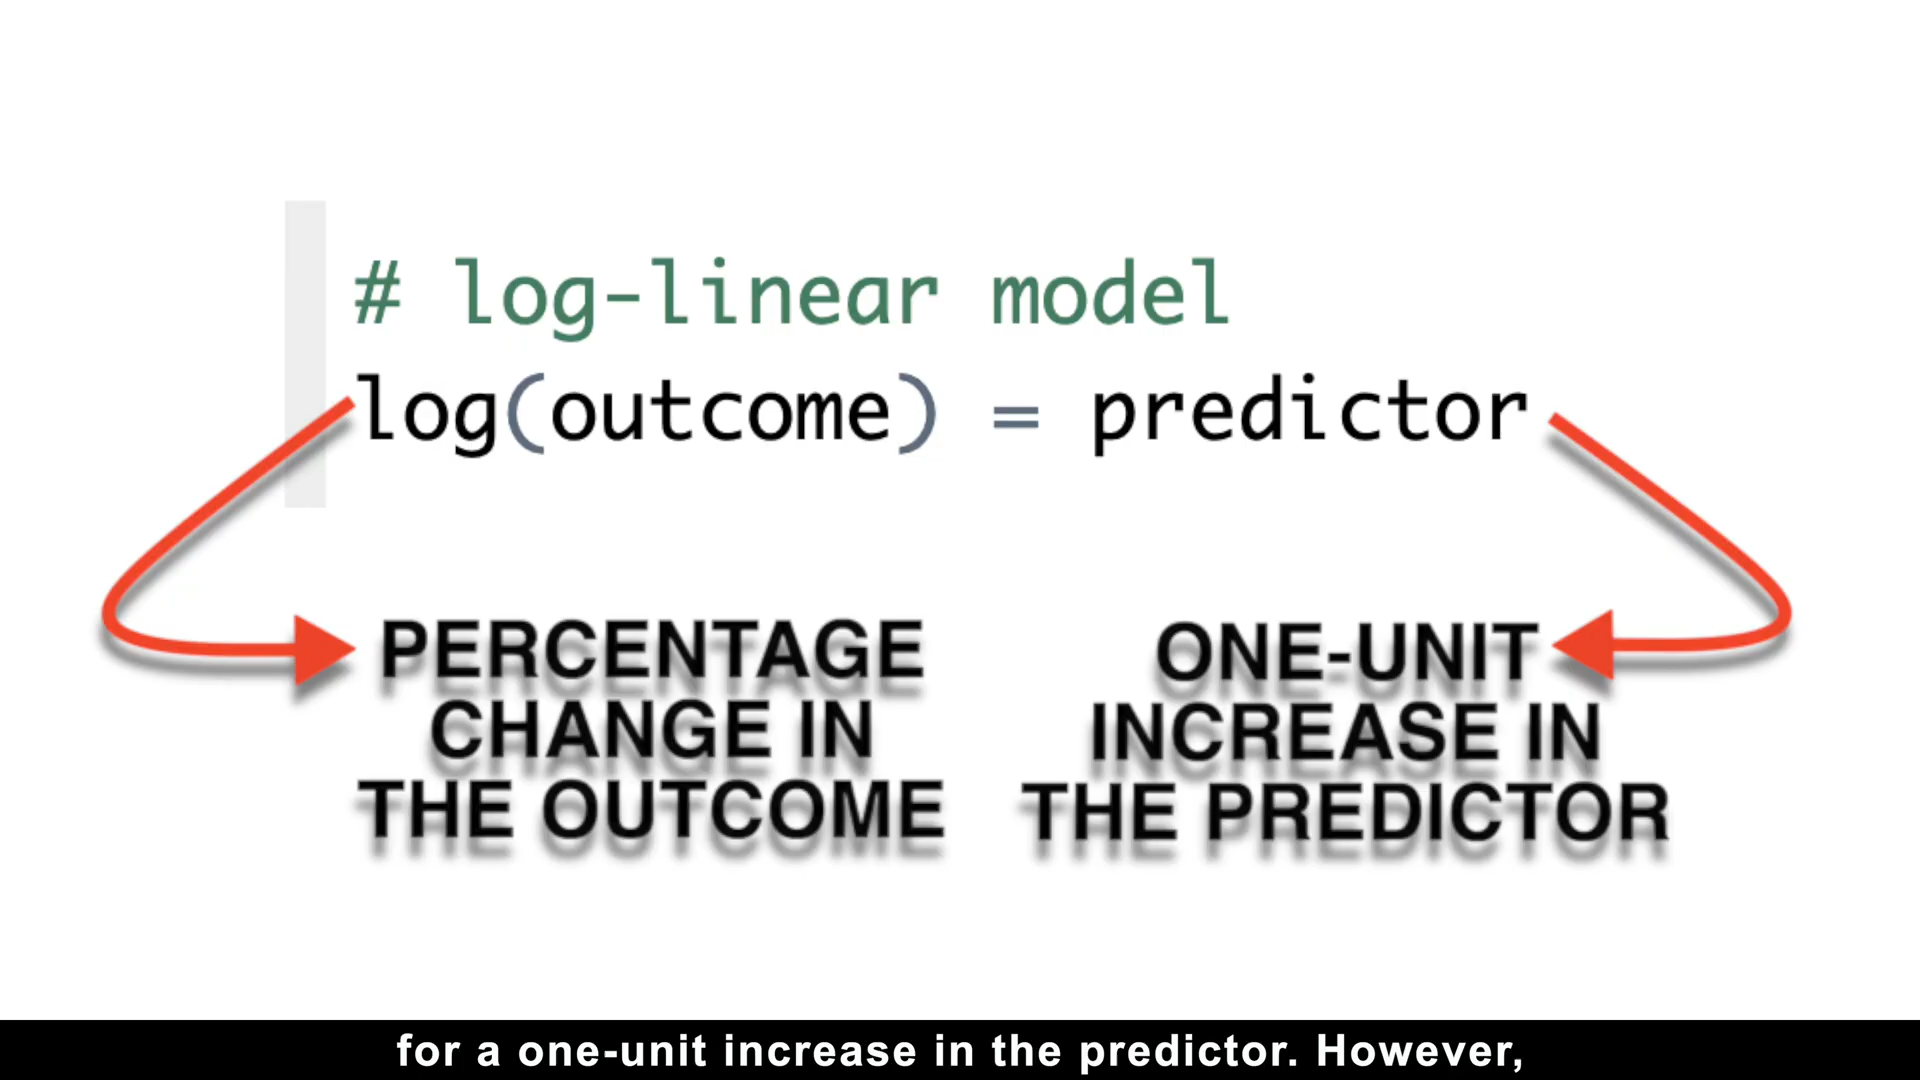 # log-linear model
log(outcome) = predictor
PERCENTAGE
CHANGE IN
THE OUTCOME
ONE-UNIT
INCREASE IN
THE PREDICTOR
for a one-unit increase in the predictor. However,